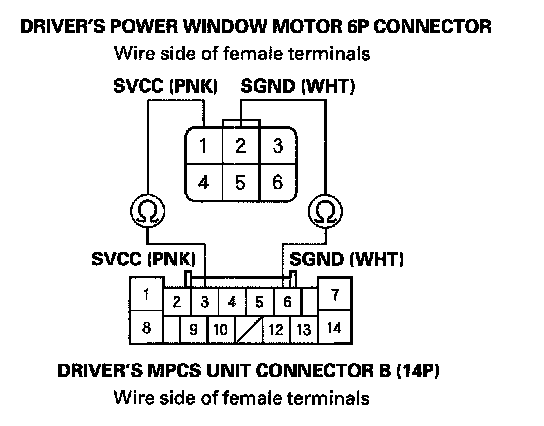 DRIVER'S POWER WINDOW MOTOR 6P CONNECTOR
Wire side of female terminals
SVCC (PNK) SGND (WHT)
1 2 3
4 5 6
Ω Ω
SVCC (PNK) SGND (WHT)
1 2 3 4 5 6 7
8 9 10 12 13 14
DRIVER'S MPCS UNIT CONNECTOR B (14P)
Wire side of female terminals